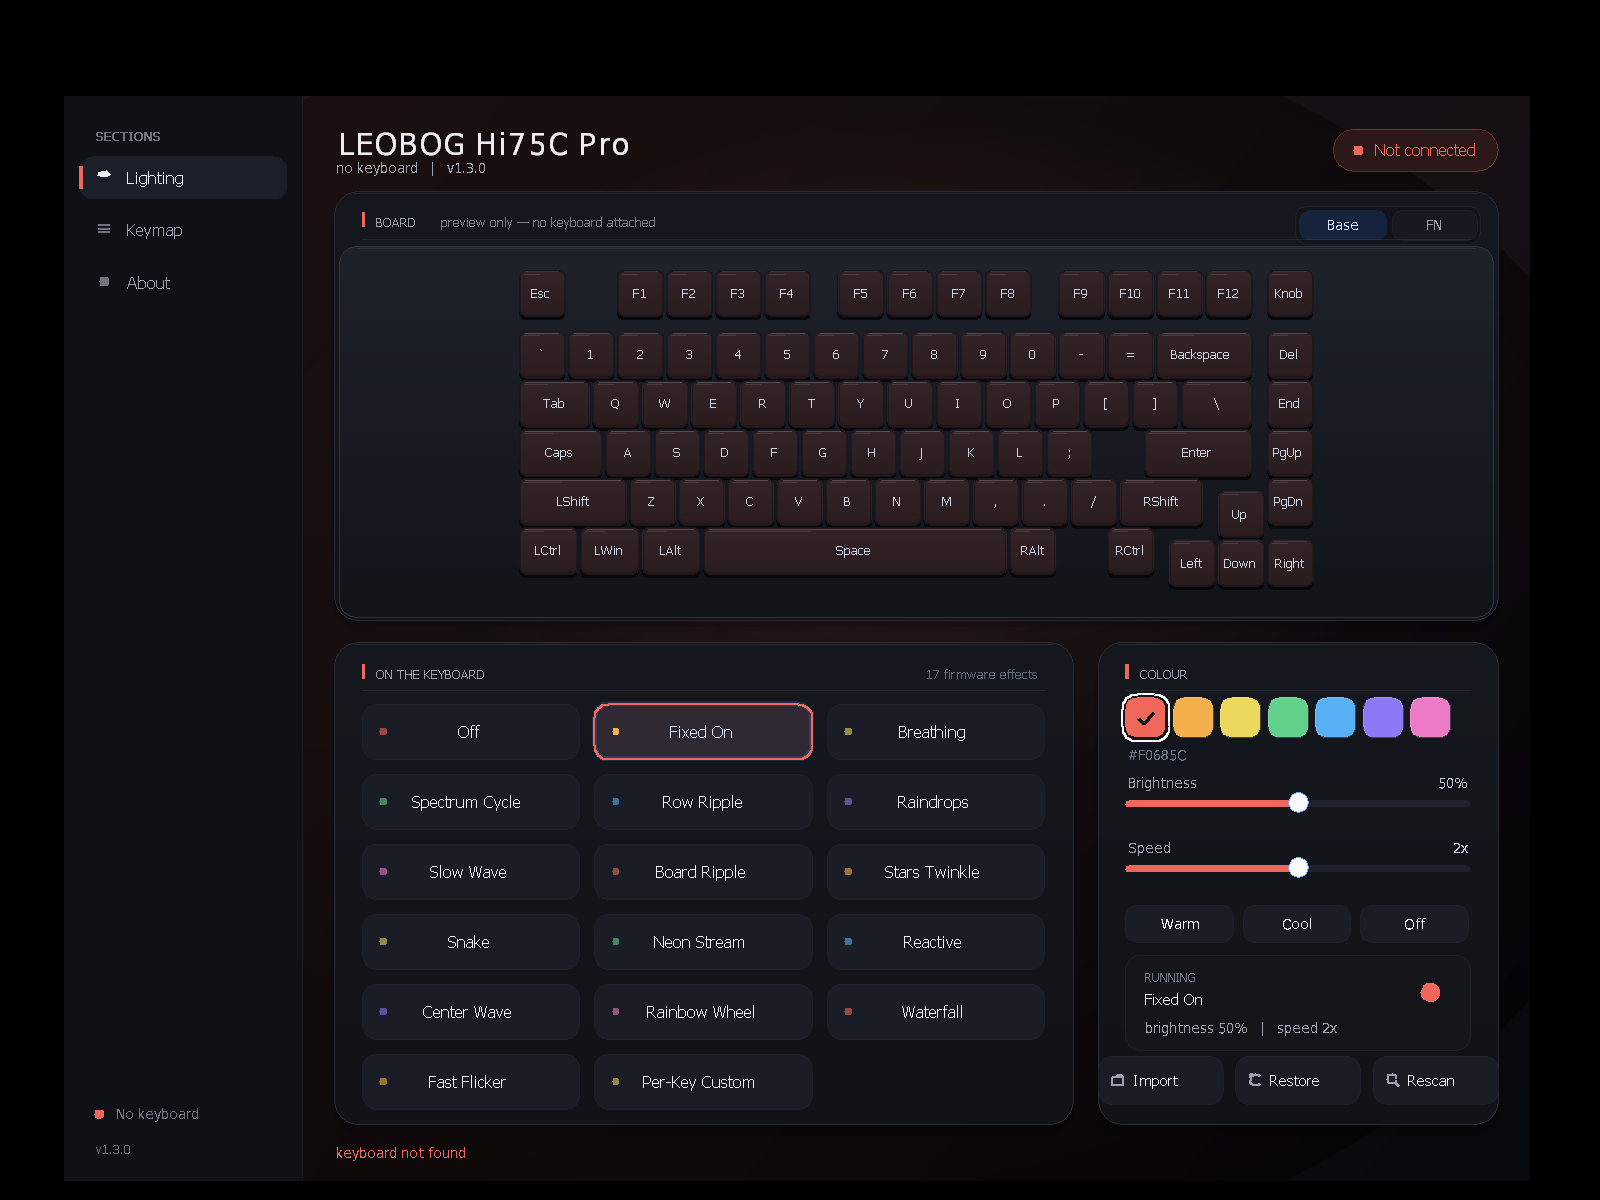 SECTIONS
Lighting
Keymap
About
No keyboard
v1.3.0
LEOBOG Hi75C Pro
no keyboard | v1.3.0
Not connected
BOARD preview only — no keyboard attached
Base FN
Esc F1 F2 F3 F4 F5 F6 F7 F8 F9 F10 F11 F12 Knob
` 1 2 3 4 5 6 7 8 9 0 - = Backspace Del
Tab Q W E R T Y U I O P [ ] \ End
Caps A S D F G H J K L ; Enter PgUp
LShift Z X C V B N M , . / RShift Up PgDn
LCtrl LWin LAlt Space RAlt RCtrl Left Down Right
ON THE KEYBOARD 17 firmware effects
Off Fixed On Breathing
Spectrum Cycle Row Ripple Raindrops
Slow Wave Board Ripple Stars Twinkle
Snake Neon Stream Reactive
Center Wave Rainbow Wheel Waterfall
Fast Flicker Per-Key Custom
COLOUR
#F0685C
Brightness 50%
Speed 2x
Warm Cool Off
RUNNING
Fixed On
brightness 50% | speed 2x
Import Restore Rescan
keyboard not found